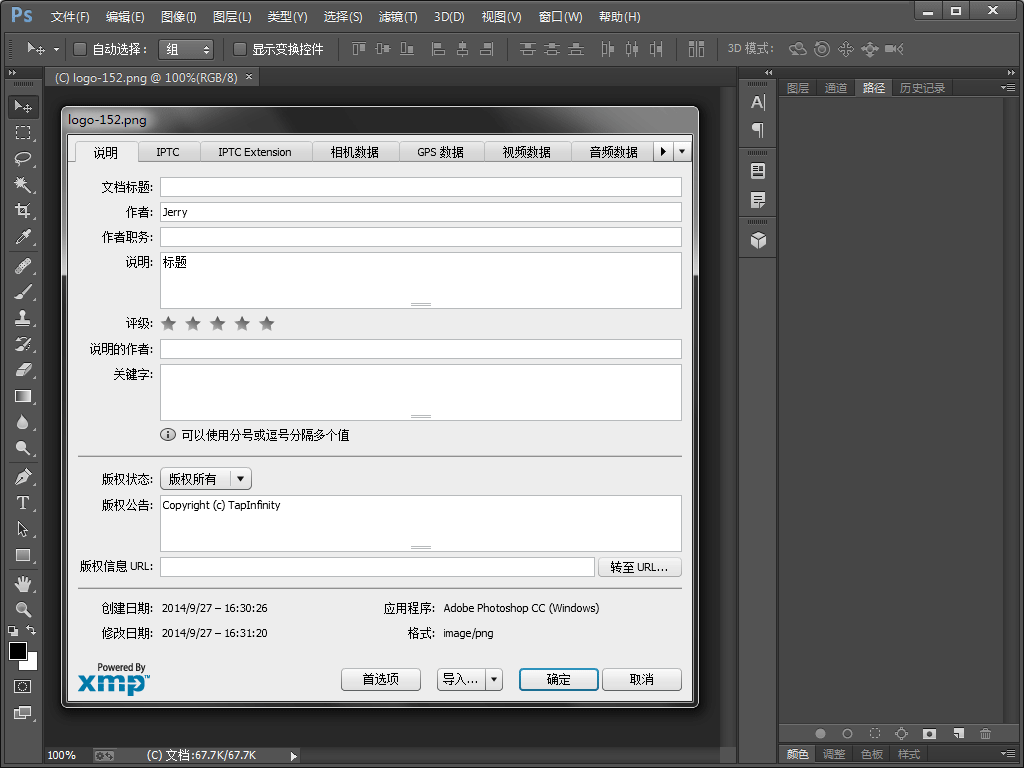 Ps 文件(F) 编辑(E) 图像(I) 图层(L) 类型(Y) 选择(S) 滤镜(T) 3D(D) 视图(V) 窗口(W) 帮助(H)
自动选择： 组 显示变换控件 3D 模式：
(C) logo-152.png @ 100%(RGB/8) ×
图层 通道 路径 历史记录
logo-152.png
说明 IPTC IPTC Extension 相机数据 GPS 数据 视频数据 音频数据
文档标题:
作者: Jerry
作者职务:
说明: 标题
评级:
说明的作者:
关键字:
可以使用分号或逗号分隔多个值
版权状态: 版权所有
版权公告: Copyright (c) TapInfinity
版权信息 URL: 转至 URL...
创建日期: 2014/9/27 – 16:30:26 应用程序: Adobe Photoshop CC (Windows)
修改日期: 2014/9/27 – 16:31:20 格式: image/png
Powered By
xmp™
首选项 导入... 确定 取消
100% (C) 文档:67.7K/67.7K
颜色 调整 色板 样式